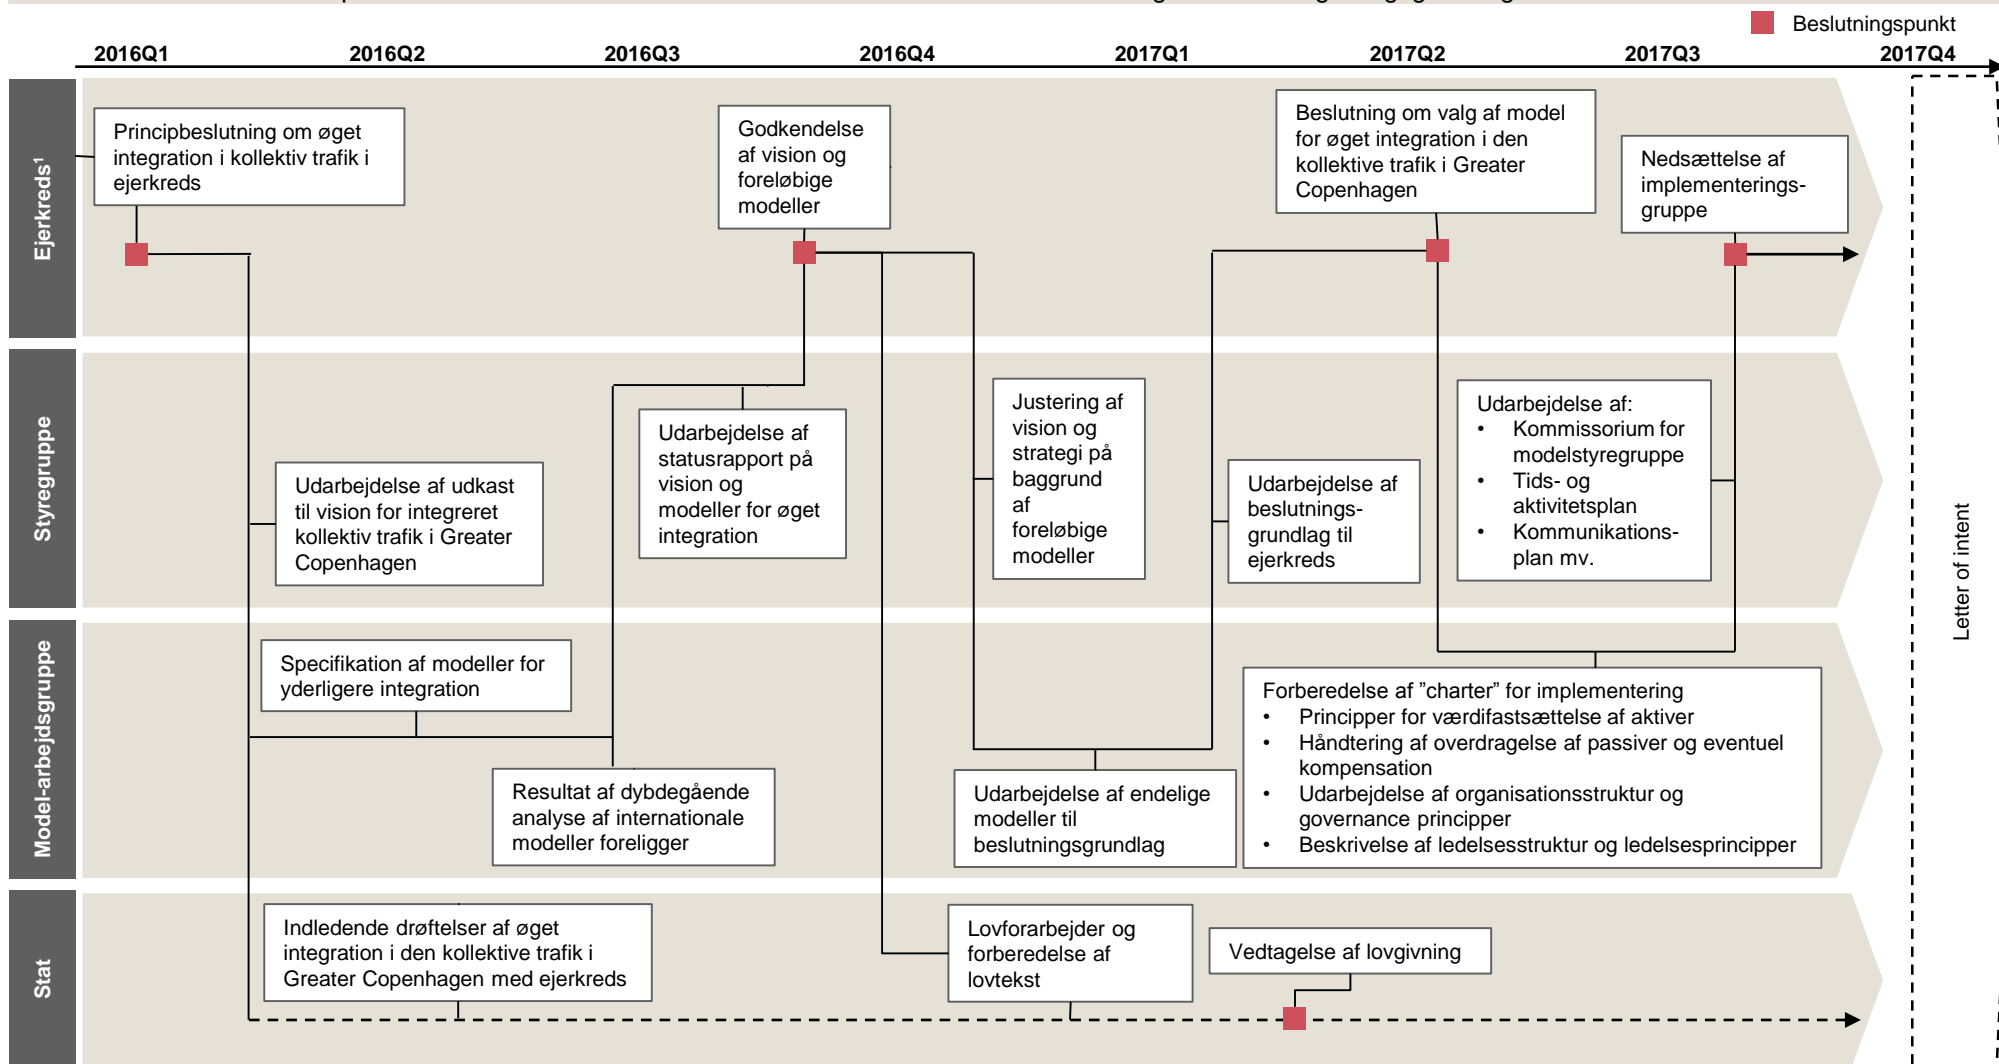 Beslutningspunkt
2016Q1 2016Q2 2016Q3 2016Q4 2017Q1 2017Q2 2017Q3 2017Q4
Ejerkreds¹
Principbeslutning om øget
integration i kollektiv trafik i
ejerkreds
Godkendelse
af vision og
foreløbige
modeller
Beslutning om valg af model
for øget integration i den
kollektive trafik i Greater
Copenhagen
Nedsættelse af
implementerings-
gruppe
Styregruppe
Udarbejdelse af udkast
til vision for integreret
kollektiv trafik i Greater
Copenhagen
Udarbejdelse af
statusrapport på
vision og
modeller for øget
integration
Justering af
vision og
strategi på
baggrund
af
foreløbige
modeller
Udarbejdelse af
beslutnings-
grundlag til
ejerkreds
Udarbejdelse af:
• Kommissorium for
modelstyregruppe
• Tids- og
aktivitetsplan
• Kommunikations-
plan mv.
Letter of intent
Model-arbejdsgruppe
Specifikation af modeller for
yderligere integration
Resultat af dybdegående
analyse af internationale
modeller foreligger
Udarbejdelse af endelige
modeller til
beslutningsgrundlag
Forberedelse af ”charter” for implementering
• Principper for værdifastsættelse af aktiver
• Håndtering af overdragelse af passiver og eventuel
kompensation
• Udarbejdelse af organisationsstruktur og
governance principper
• Beskrivelse af ledelsesstruktur og ledelsesprincipper
Stat
Indledende drøftelser af øget
integration i den kollektive trafik i
Greater Copenhagen med ejerkreds
Lovforarbejder og
forberedelse af
lovtekst
Vedtagelse af lovgivning